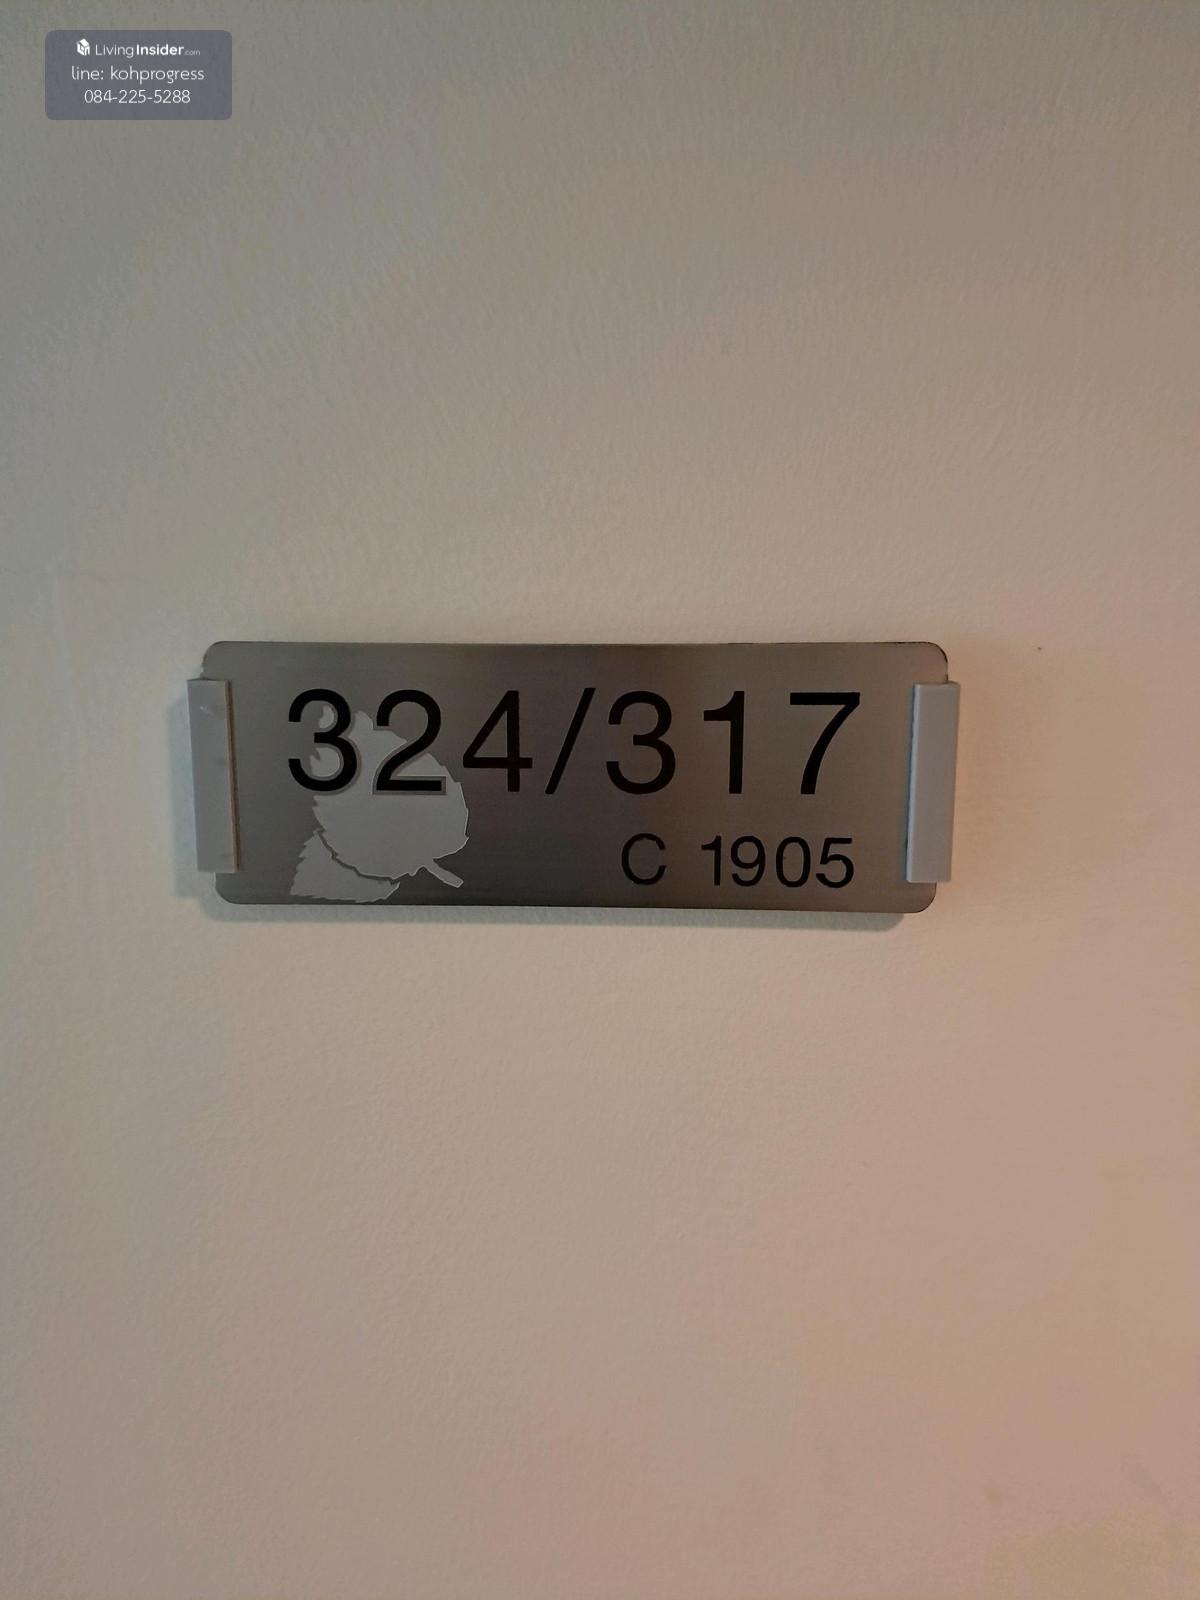 LivingInsider.com
line: kohprogress
084-225-5288
324/317
C 1905